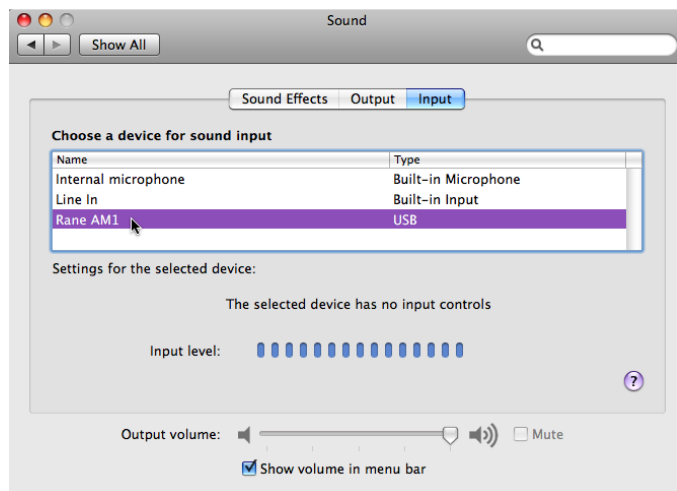 Sound
Show All
Sound Effects Output Input
Choose a device for sound input
Name Type
Internal microphone Built-in Microphone
Line In Built-in Input
Rane AM1 USB
Settings for the selected device:
The selected device has no input controls
Input level:
?
Output volume: Mute
Show volume in menu bar